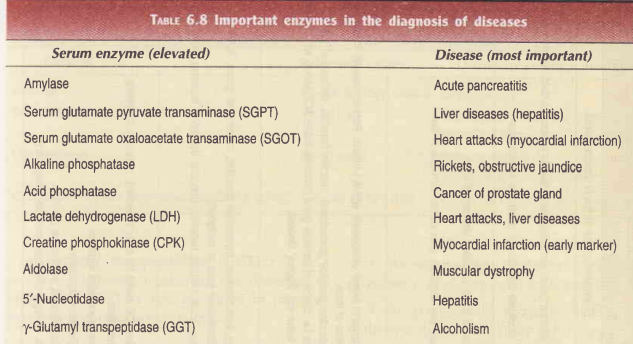 TABLE 6.8 Important enzymes in the diagnosis of diseases
Serum enzyme (elevated) Disease (most important)
Amylase Acute pancreatitis
Serum glutamate pyruvate transaminase (SGPT) Liver diseases (hepatitis)
Serum glutamate oxaloacetate transaminase (SGOT) Heart attacks (myocardial infarction)
Alkaline phosphatase Rickets, obstructive jaundice
Acid phosphatase Cancer of prostate gland
Lactate dehydrogenase (LDH) Heart attacks, liver diseases
Creatine phosphokinase (CPK) Myocardial infarction (early marker)
Aldolase Muscular dystrophy
5′-Nucleotidase Hepatitis
γ-Glutamyl transpeptidase (GGT) Alcoholism